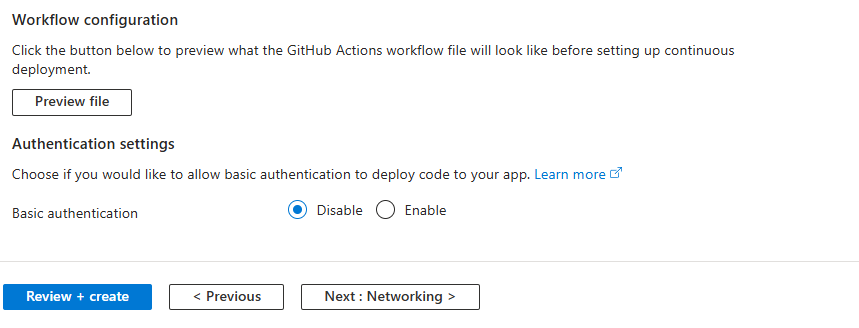 Workflow configuration
Click the button below to preview what the GitHub Actions workflow file will look like before setting up continuous
deployment.
Preview file
Authentication settings
Choose if you would like to allow basic authentication to deploy code to your app. Learn more
Basic authentication Disable Enable
Review + create < Previous Next : Networking >